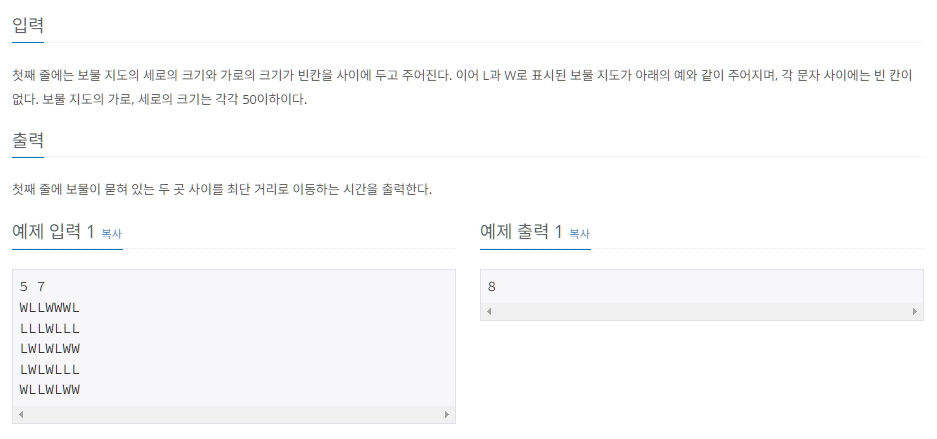 입력
첫째 줄에는 보물 지도의 세로의 크기와 가로의 크기가 빈칸을 사이에 두고 주어진다. 이어 L과 W로 표시된 보물 지도가 아래의 예와 같이 주어지며, 각 문자 사이에는 빈 칸이
없다. 보물 지도의 가로, 세로의 크기는 각각 50이하이다.
출력
첫째 줄에 보물이 묻혀 있는 두 곳 사이를 최단 거리로 이동하는 시간을 출력한다.
예제 입력 1 복사
5 7
WLLWWWL
LLLWLLL
LWLWLWW
LWLWLLL
WLLWLWW
예제 출력 1 복사
8